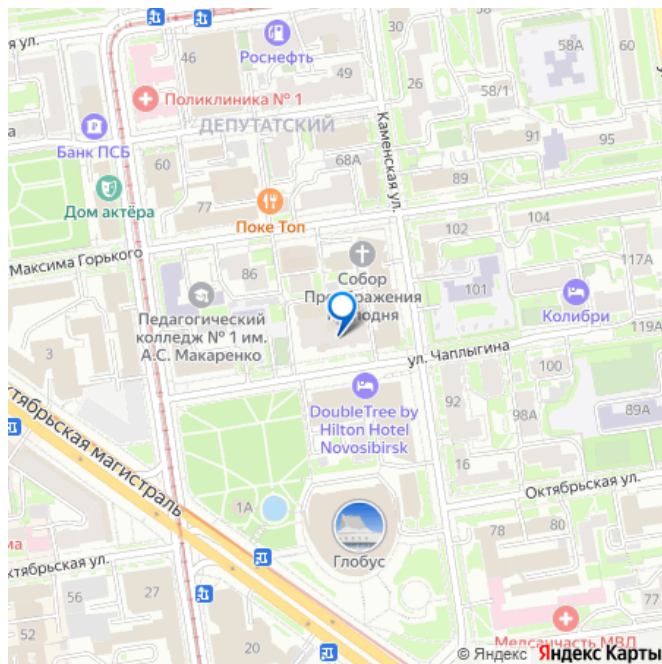 ая ул.
46
Роснефть
49
30
26
58А
60
58/1
Поликлиника № 1
ДЕПУТАТСКИЙ
Каменская ул.
Банк ПСБ
91
95
60
68А
89
Дом актёра
77
Поке Топ
102
104
Максима Горького
86
Собор
Преображения
Господня
101
117А
Колибри
119А
Педагогический
колледж № 1 им.
А.С. Макаренко
3
ул. Чаплыгина
100
DoubleTree by
Hilton Hotel
Novosibirsk
92
98А
89А
Октябрьская магистраль
16
Октябрьская ул.
1А
78
80
Глобус
ма
ктябрьская ул.
56
27
52
20
Медсанчасть МВД
© Яндекс Яндекс Карты